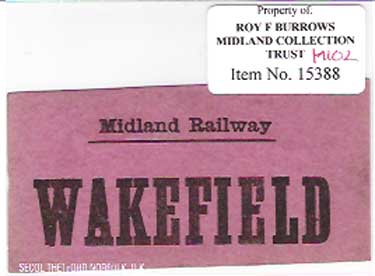 Property of:
ROY F BURROWS
MIDLAND COLLECTION
TRUST M102
Item No. 15388
Midland Railway
WAKEFIELD